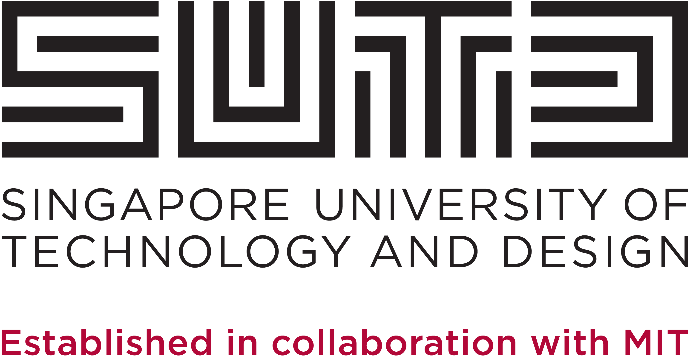 SUTD
SINGAPORE UNIVERSITY OF
TECHNOLOGY AND DESIGN
Established in collaboration with MIT